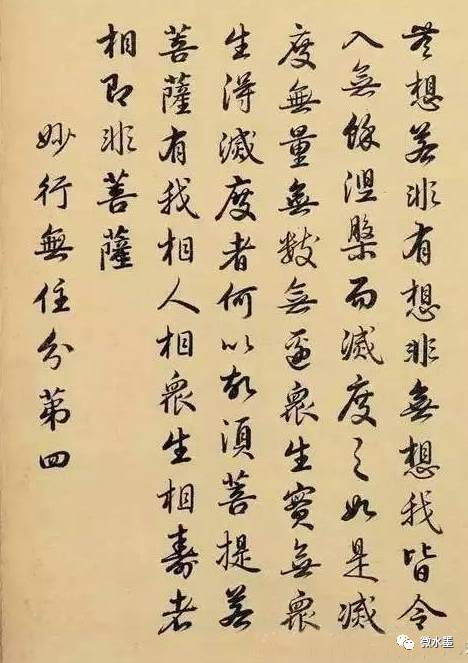 無想若非有想非無想我皆令
入無餘涅槃而滅度之如是滅
度無量無數無邊衆生實無衆
生得滅度者何以故須菩提若
菩薩有我相人相衆生相壽者
相即非菩薩
妙行無住分第四
微水墨